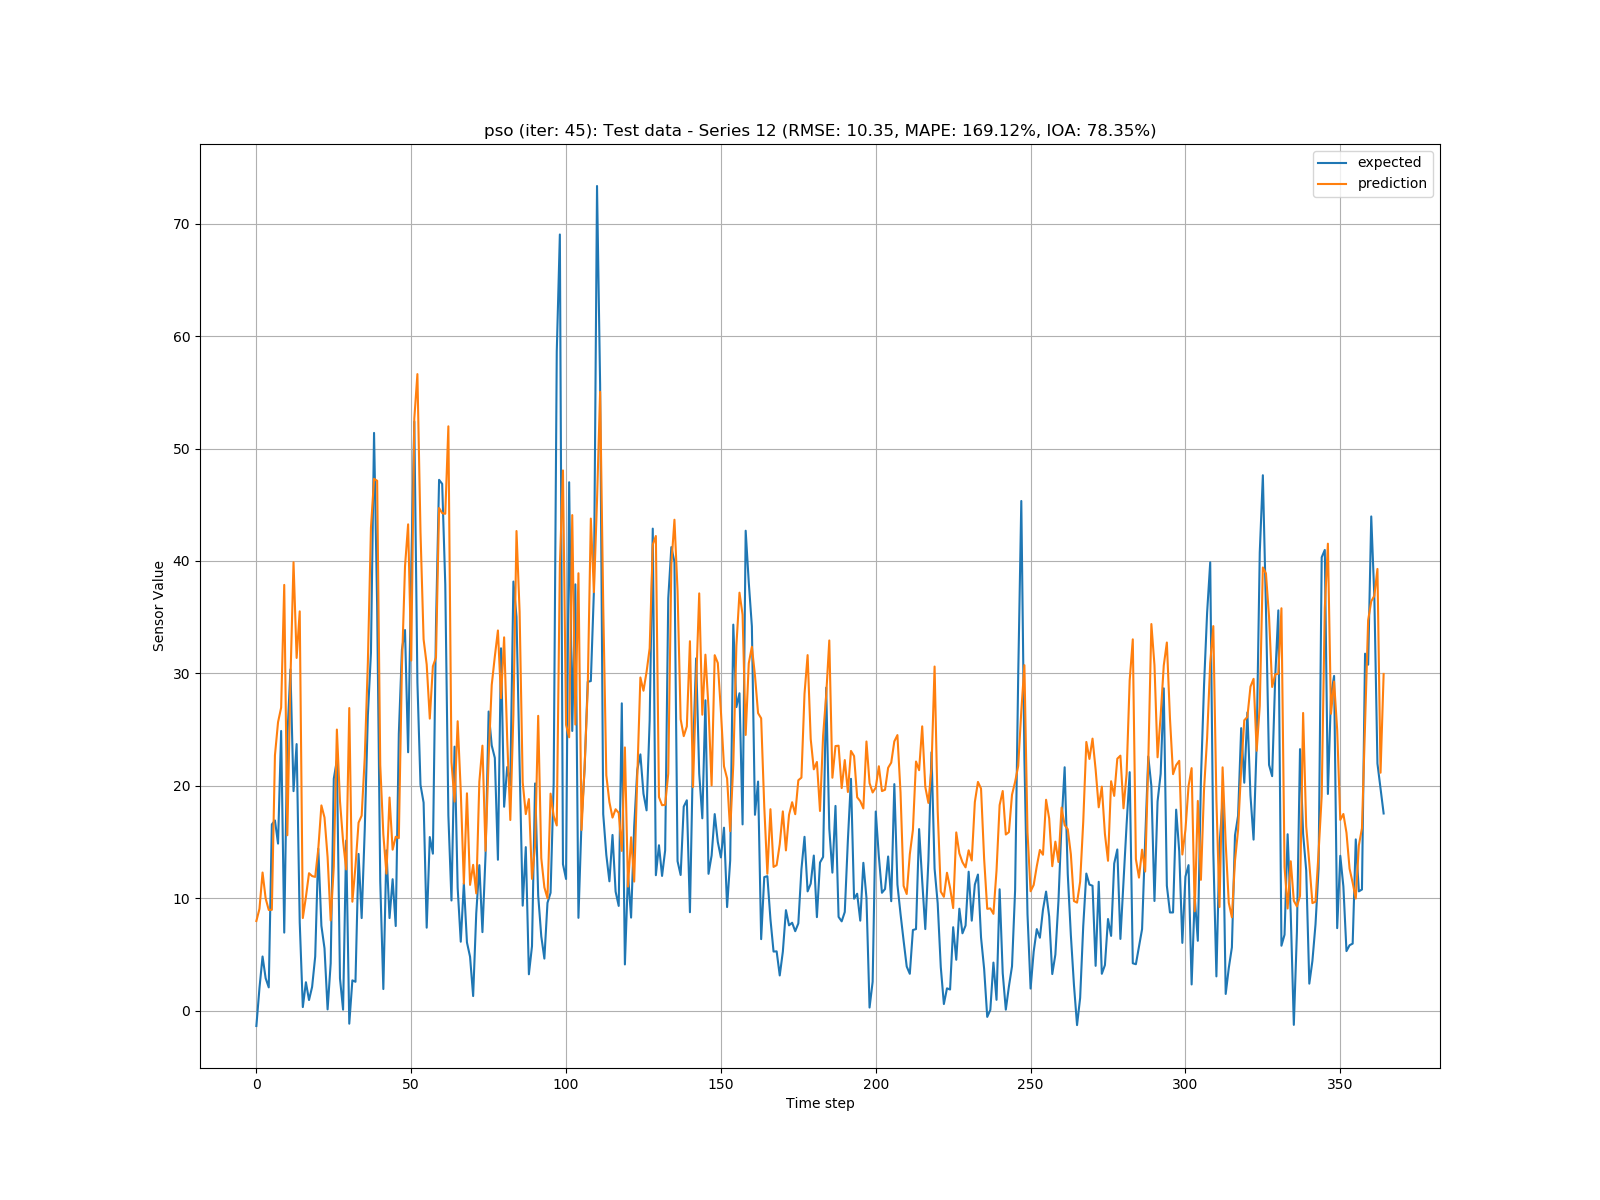 pso (iter: 45): Test data - Series 12 (RMSE: 10.35, MAPE: 169.12%, IOA: 78.35%)
expected
prediction
70
60
50
40
30
20
10
0
Sensor Value
0 50 100 150 200 250 300 350
Time step